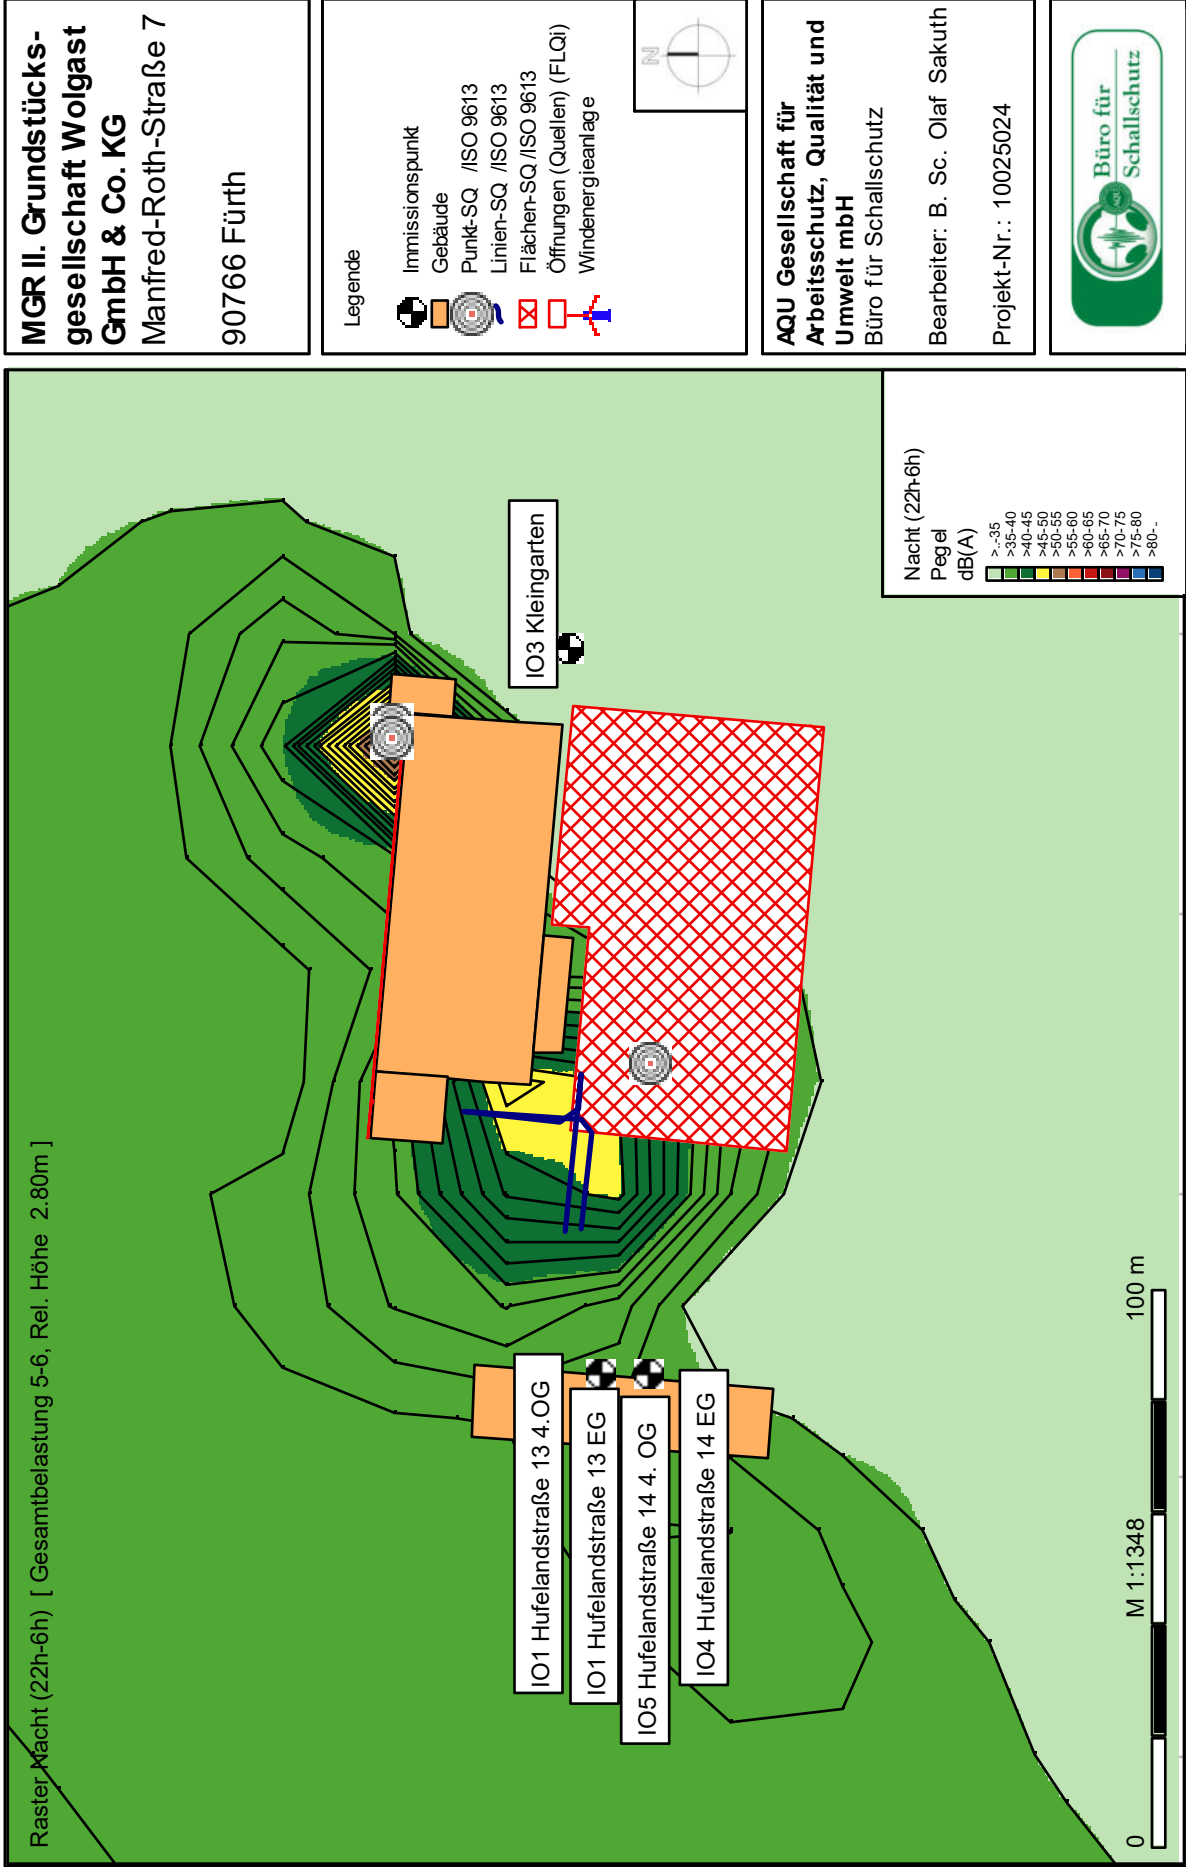 Raster Nacht (22h-6h) [ Gesamtbelastung 5-6, Rel. Höhe 2.80m ]
IO1 Hufelandstraße 13 4.OG
IO1 Hufelandstraße 13 EG
IO5 Hufelandstraße 14 4. OG
IO4 Hufelandstraße 14 EG
IO3 Kleingarten
0
M 1:1348
100 m
Nacht (22h-6h)
Pegel
dB(A)
>..-35
>35-40
>40-45
>45-50
>50-55
>55-60
>60-65
>65-70
>70-75
>75-80
>80-..
MGR II. Grundstücks-
gesellschaft Wolgast
GmbH & Co. KG
Manfred-Roth-Straße 7
90766 Fürth
Legende
Immissionspunkt
Gebäude
Punkt-SQ /ISO 9613
Linien-SQ /ISO 9613
Flächen-SQ /ISO 9613
Öffnungen (Quellen) (FLQi)
Windenergieanlage
N
AQU Gesellschaft für
Arbeitsschutz, Qualität und
Umwelt mbH
Büro für Schallschutz
Bearbeiter: B. Sc. Olaf Sakuth
Projekt-Nr.: 10025024
Büro für
Schallschutz